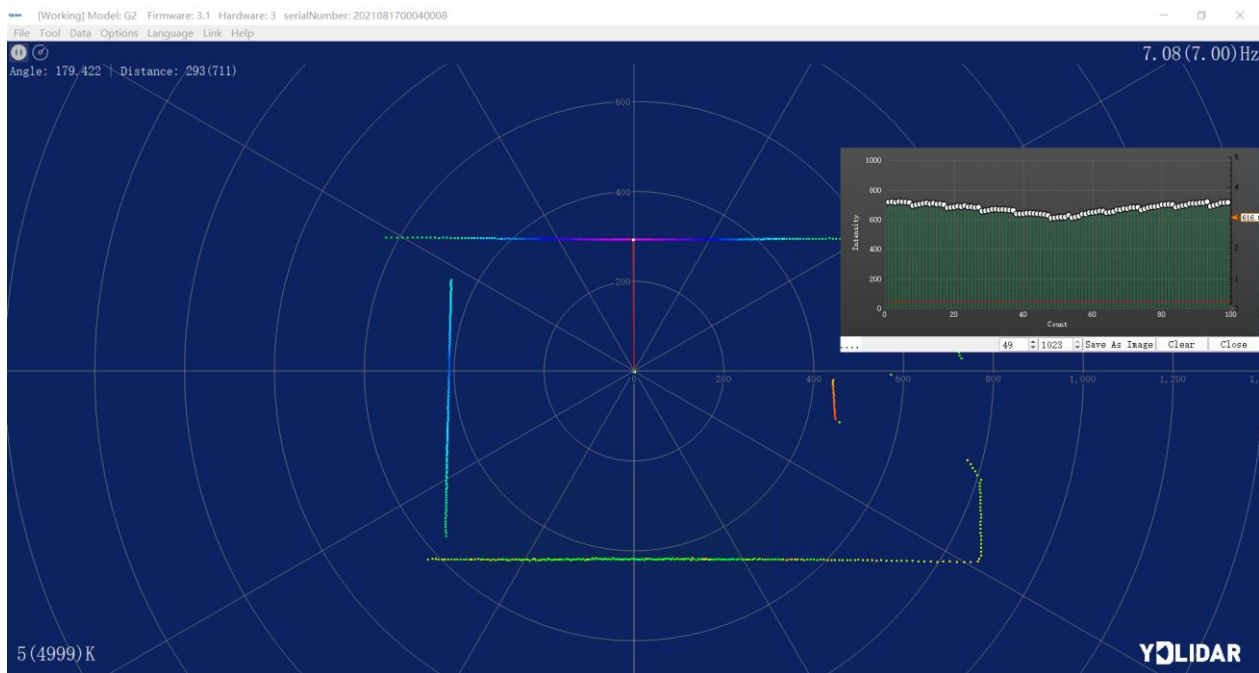 [Working] Model: G2 Firmware: 3.1 Hardware: 3 serialNumber: 2021081700040008
File Tool Data Options Language Link Help
Angle: 179.422 | Distance: 293(711)
7.08(7.00)Hz
600
400
200
0 200 400 600 800 1,000 1,200
1000
800
600
400
200
0
Intensity
0 20 40 60 80 100
Count
5
4
2
1
0
.... 49 1023 Save As Image Clear Close
5(4999)K
YDLIDAR